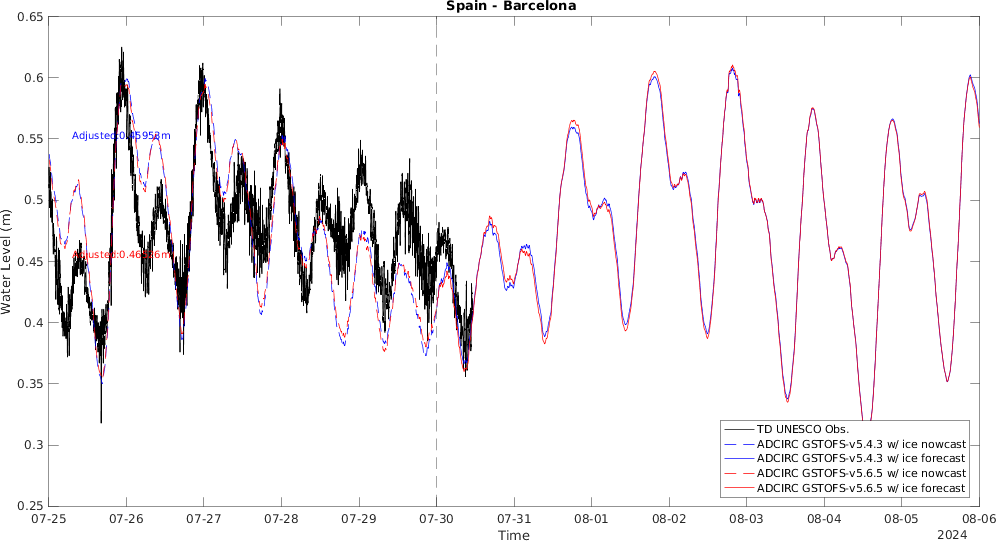 Spain - Barcelona
0.65
0.6
0.55
0.5
0.45
0.4
0.35
0.3
0.25
Water Level (m)
TD UNESCO Obs.
ADCIRC GSTOFS-v5.4.3 w/ ice nowcast
ADCIRC GSTOFS-v5.4.3 w/ ice forecast
ADCIRC GSTOFS-v5.6.5 w/ ice nowcast
ADCIRC GSTOFS-v5.6.5 w/ ice forecast
07-25 07-26 07-27 07-28 07-29 07-30 07-31 08-01 08-02 08-03 08-04 08-05 08-06
Time
2024